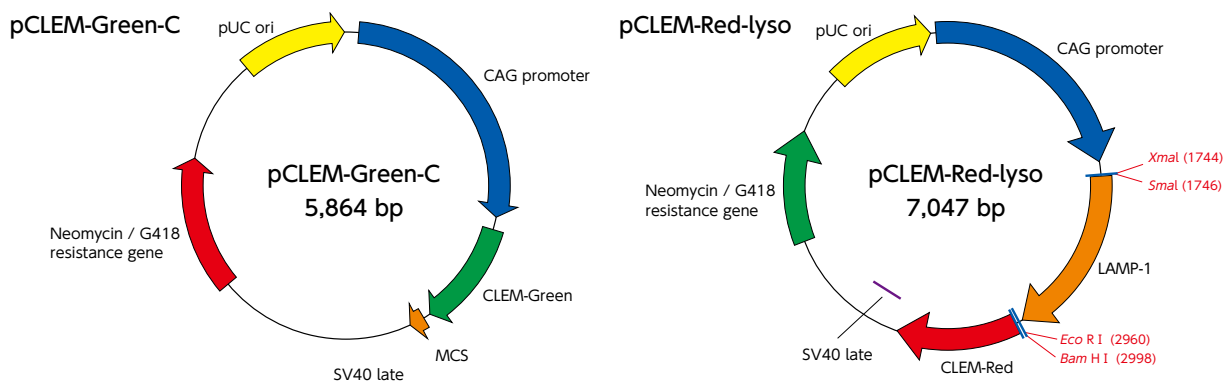 pCLEM-Green-C
pUC ori
CAG promoter
pCLEM-Green-C
5,864 bp
Neomycin / G418
resistance gene
CLEM-Green
MCS
SV40 late
pCLEM-Red-lyso
pUC ori
CAG promoter
XmaI (1744)
SmaI (1746)
pCLEM-Red-lyso
7,047 bp
Neomycin / G418
resistance gene
LAMP-1
SV40 late
CLEM-Red
Eco R I (2960)
Bam H I (2998)